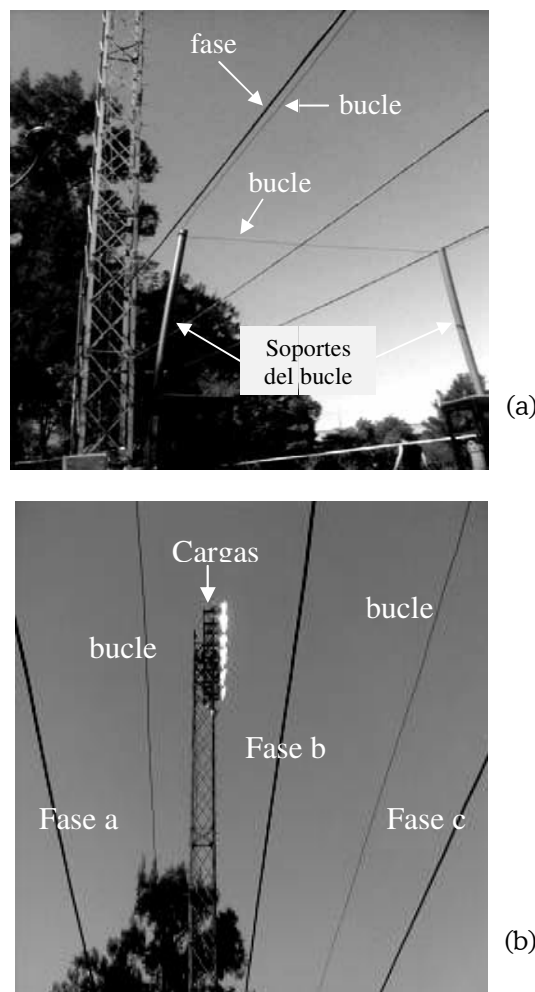 fase
bucle
bucle
Soportes
del bucle
(a)
Cargas
bucle
bucle
Fase b
Fase a
Fase c
(b)